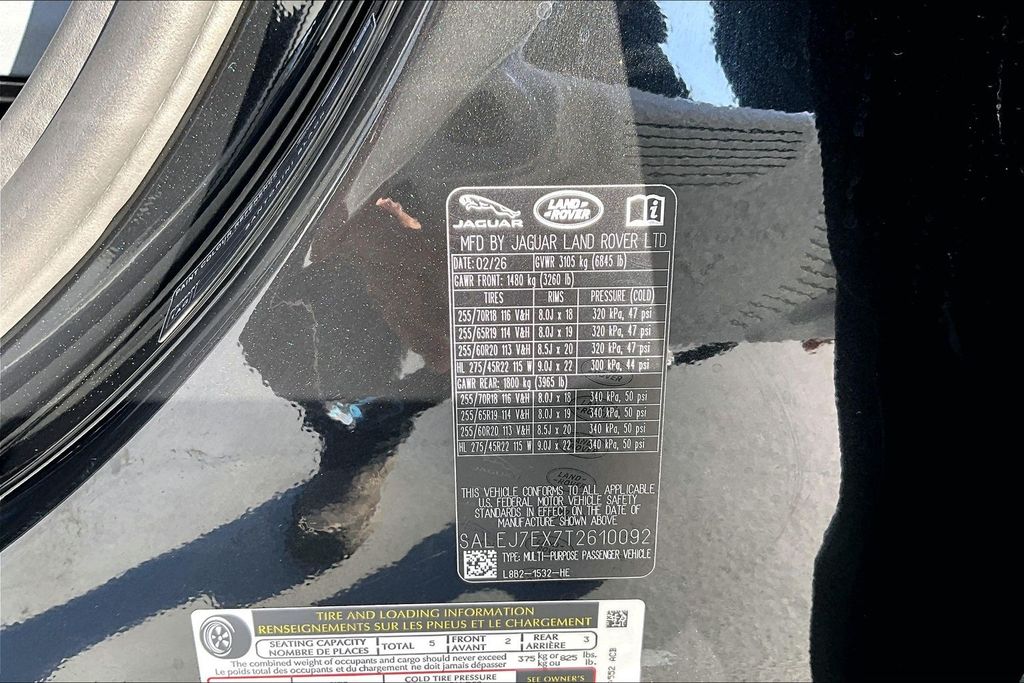 JAGUAR LAND ROVER i
MFD BY JAGUAR LAND ROVER LTD
DATE: 02/26 GVWR 3105 kg (6845 lb)
GAWR FRONT: 1480 kg (3260 lb)
TIRES RIMS PRESSURE (COLD)
255/70R18 116 V&H 8.0J x 18 320 kPa, 47 psi
255/65R19 114 V&H 8.0J x 19 320 kPa, 47 psi
255/60R20 113 V&H 8.5J x 20 320 kPa, 47 psi
HL 275/45R22 115 W 9.0J x 22 300 kPa, 44 psi
GAWR REAR: 1800 kg (3965 lb)
255/70R18 116 V&H 8.0J x 18 340 kPa, 50 psi
255/65R19 114 V&H 8.0J x 19 340 kPa, 50 psi
255/60R20 113 V&H 8.5J x 20 340 kPa, 50 psi
HL 275/45R22 115 W 9.0J x 22 340 kPa, 50 psi
THIS VEHICLE CONFORMS TO ALL APPLICABLE
U.S. FEDERAL MOTOR VEHICLE SAFETY
STANDARDS IN EFFECT ON THE DATE OF
MANUFACTURE SHOWN ABOVE
SALEJ7EX7T2610092
TYPE: MULTI-PURPOSE PASSENGER VEHICLE
L8B2-1532-HE
TIRE AND LOADING INFORMATION
RENSEIGNEMENTS SUR LES PNEUS ET LE CHARGEMENT
SEATING CAPACITY TOTAL 5 FRONT 2 REAR 3
NOMBRE DE PLACES AVANT ARRIÈRE
The combined weight of occupants and cargo should never exceed 375 kg or 825 lbs.
Le poids total des occupants et du chargement ne doit jamais dépasser kg ou lb.
COLD TIRE PRESSURE SEE OWNER'S